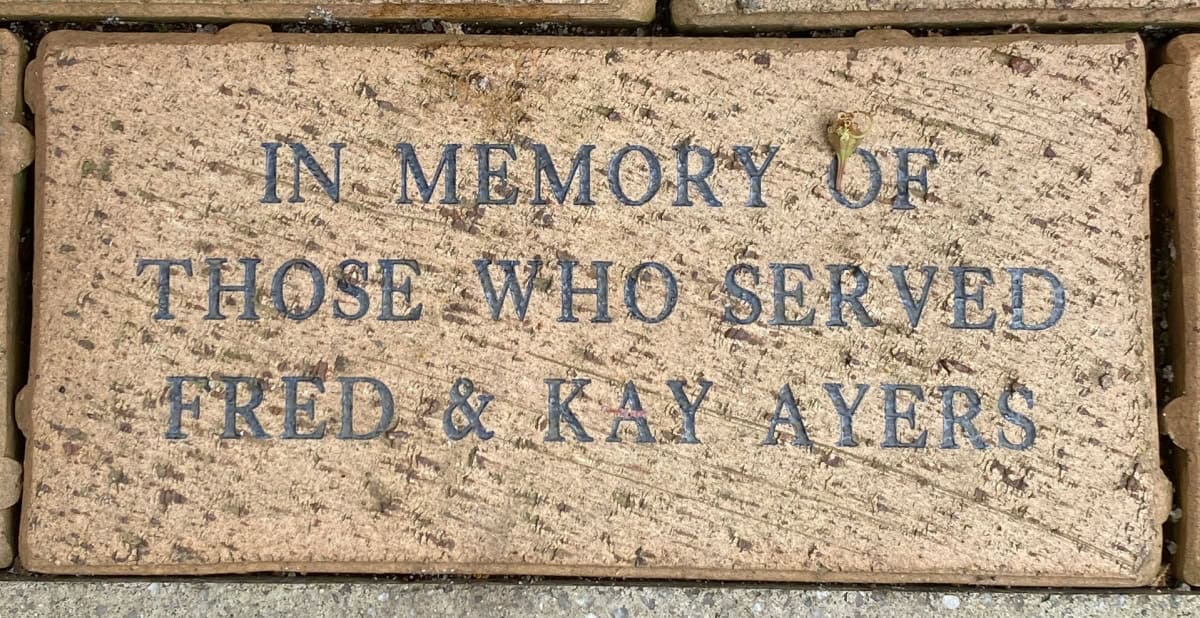 IN MEMORY OF
THOSE WHO SERVED
FRED & KAY AYERS